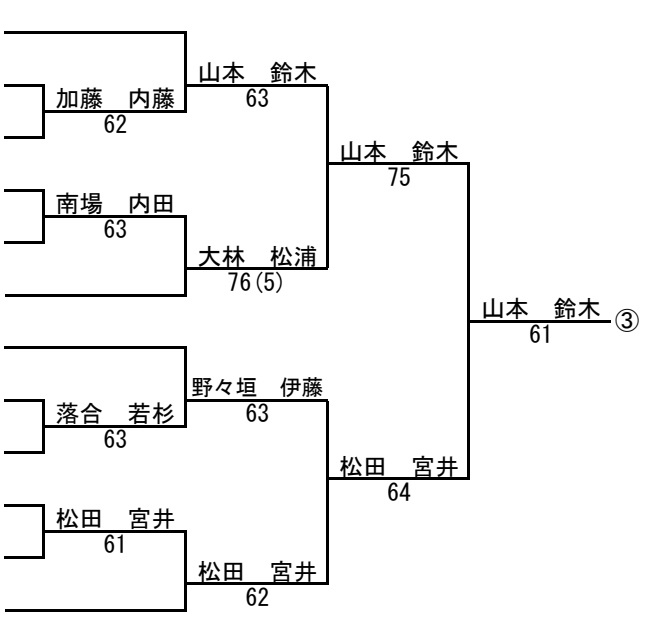 山本　鈴木
63
加藤　内藤
62
山本　鈴木
75
南場　内田
63
大林　松浦
76(5)
山本　鈴木
61
③
野々垣　伊藤
63
落合　若杉
63
松田　宮井
64
松田　宮井
61
松田　宮井
62